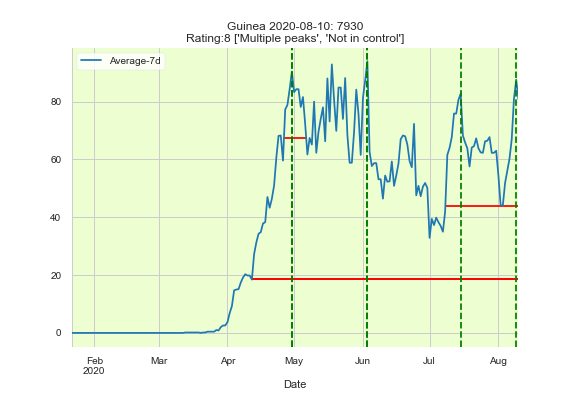 Guinea 2020-08-10: 7930
Rating:8 ['Multiple peaks', 'Not in control']
Average-7d
80
60
40
20
0
Feb Mar Apr May Jun Jul Aug
2020
Date